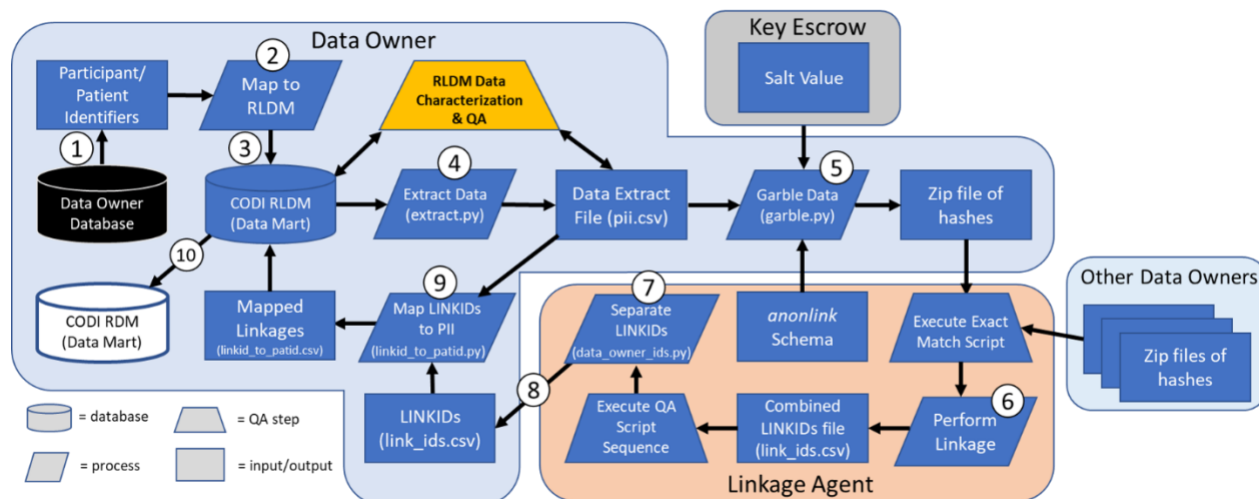 Data Owner
Key Escrow
Salt Value
1
Participant/
Patient
Identifiers
2
Map to
RLDM
RLDM Data
Characterization
& QA
Data Owner
Database
3
CODI RLDM
(Data Mart)
4
Extract Data
(extract.py)
Data Extract
File (pii.csv)
5
Garble Data
(garble.py)
Zip file of
hashes
10
CODI RDM
(Data Mart)
Mapped
Linkages
(linkid_to_patid.csv)
9
Map LINKIDs
to PII
(linkid_to_patid.py)
7
Separate
LINKIDs
(data_owner_ids.py)
anonlink
Schema
Execute Exact
Match Script
Other Data Owners
Zip files of
hashes
8
LINKIDs
(link_ids.csv)
Execute QA
Script
Sequence
Combined
LINKIDs file
(link_ids.csv)
6
Perform
Linkage
Linkage Agent
= database
= QA step
= process
= input/output